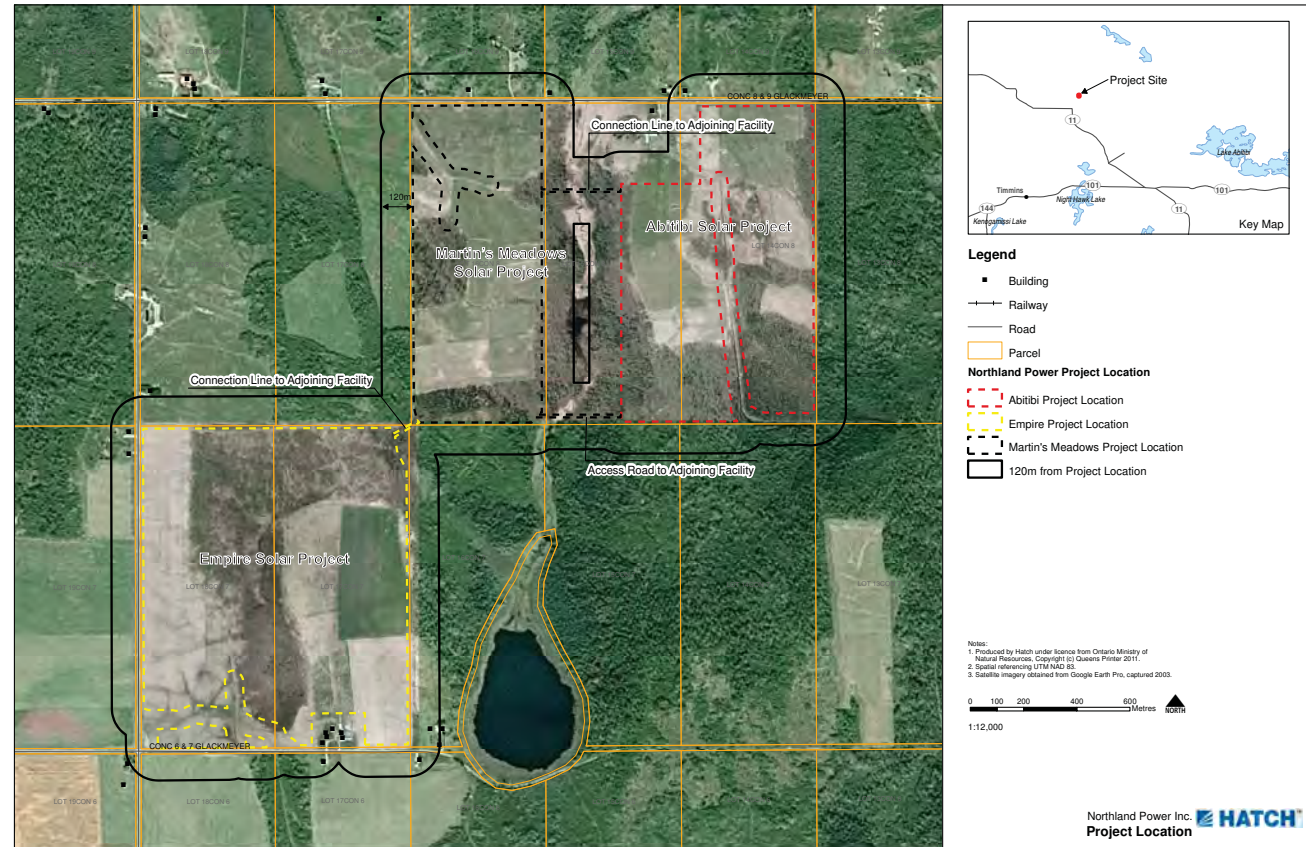 CONC 8 & 9 GLACKMEYER
Connection Line to Adjoining Facility
120m
Abitibi Solar Project
Martin's Meadows
Solar Project
Connection Line to Adjoining Facility
Access Road to Adjoining Facility
Empire Solar Project
CONC 6 & 7 GLACKMEYER
LOT 18CON 6
LOT 17CON 6
Project Site
11
Lake Abitibi
Timmins
101
101
144
Night Hawk Lake
11
Kenogamissi Lake
Key Map
Legend
Building
Railway
Road
Parcel
Northland Power Project Location
Abitibi Project Location
Empire Project Location
Martin's Meadows Project Location
120m from Project Location
Notes:
1. Produced by Hatch under licence from Ontario Ministry of
Natural Resources, Copyright (c) Queens Printer 2011.
2. Spatial referencing UTM NAD 83.
3. Satellite imagery obtained from Google Earth Pro, captured 2003.
0 100 200 400 600
Metres
NORTH
1:12,000
Northland Power Inc.
HATCH
Project Location